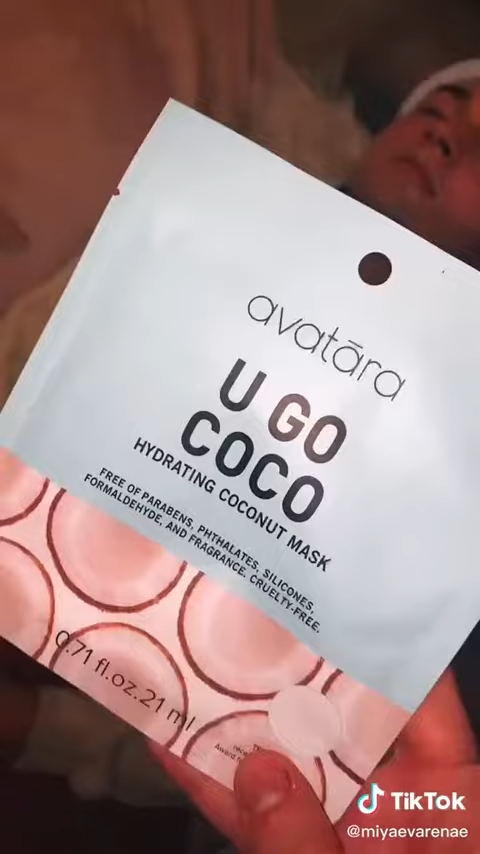 avatāra
U GO
COCO
HYDRATING COCONUT MASK
FREE OF PARABENS, PHTHALATES, SILICONES,
FORMALDEHYDE, AND FRAGRANCE. CRUELTY-FREE.
0.71 fl.oz.21 ml
TikTok
@miyaevarenae